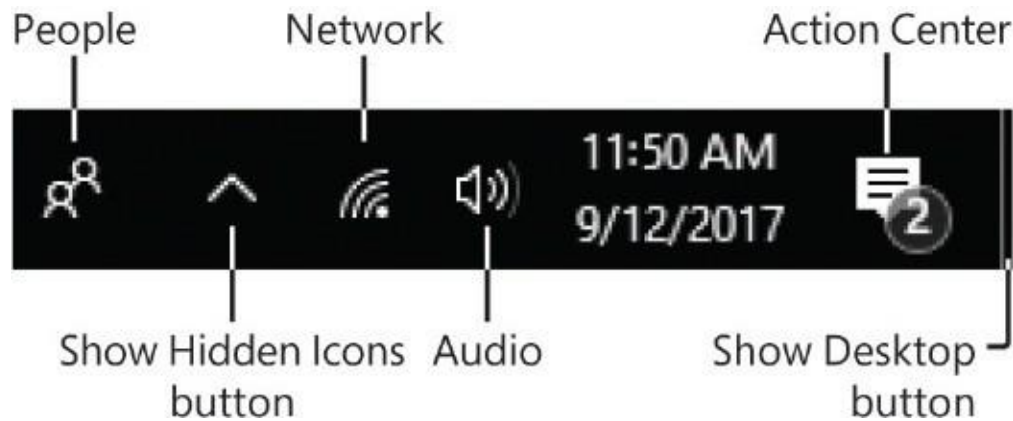 People Network Action Center
11:50 AM
9/12/2017
2
Show Hidden Icons
button
Audio
Show Desktop
button